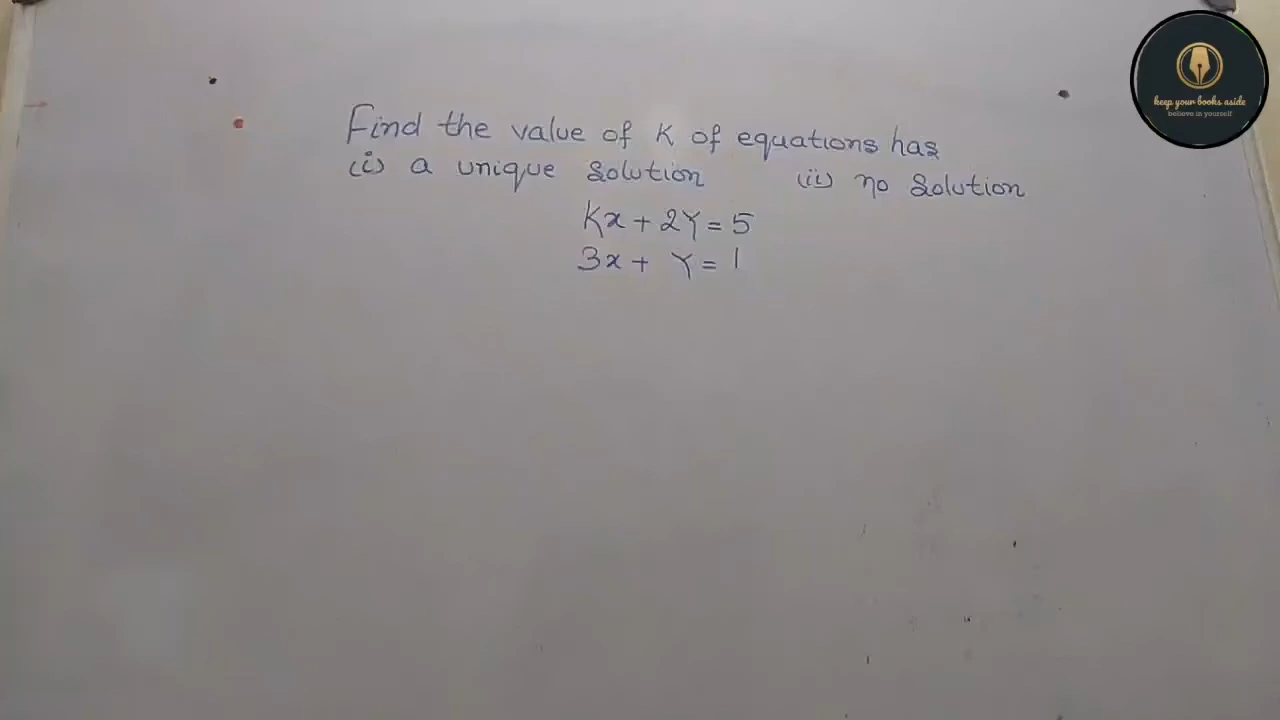 Find the value of K of equations has
(i) a unique solution (ii) no solution
Kx + 2Y = 5
3x + Y = 1
keep your books aside
believe in yourself